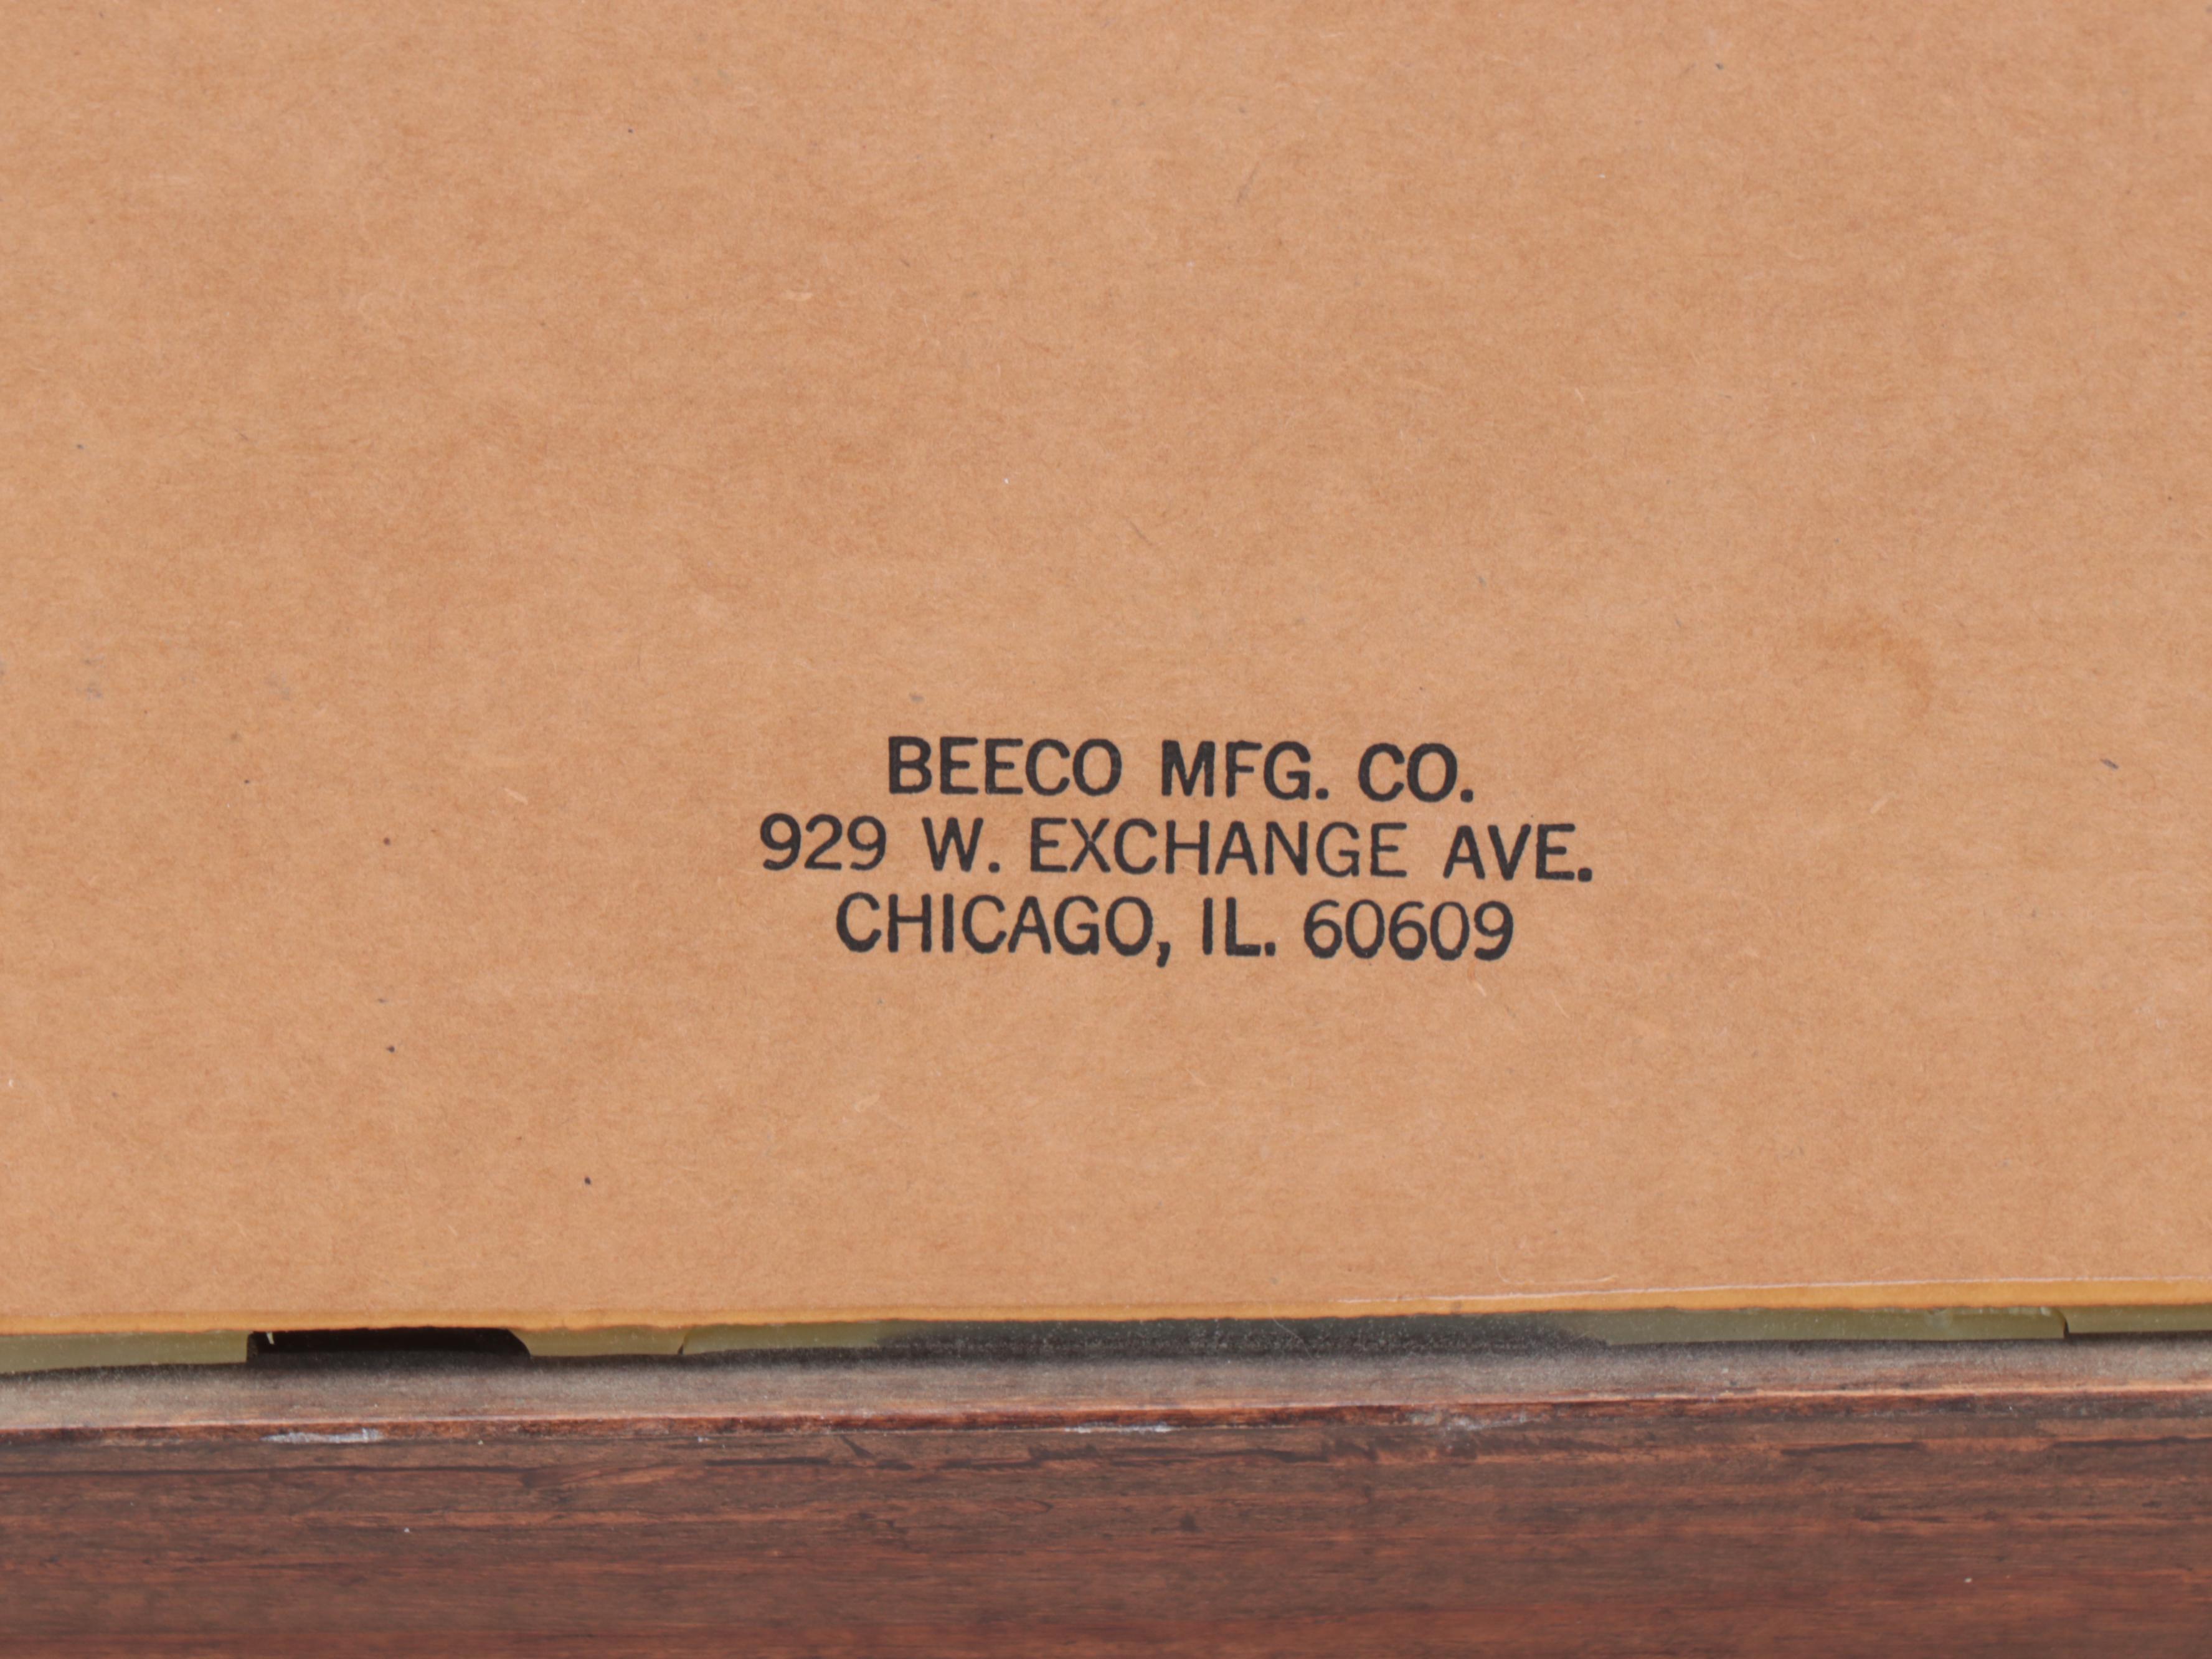 BEECO MFG. CO.
929 W. EXCHANGE AVE.
CHICAGO, IL. 60609